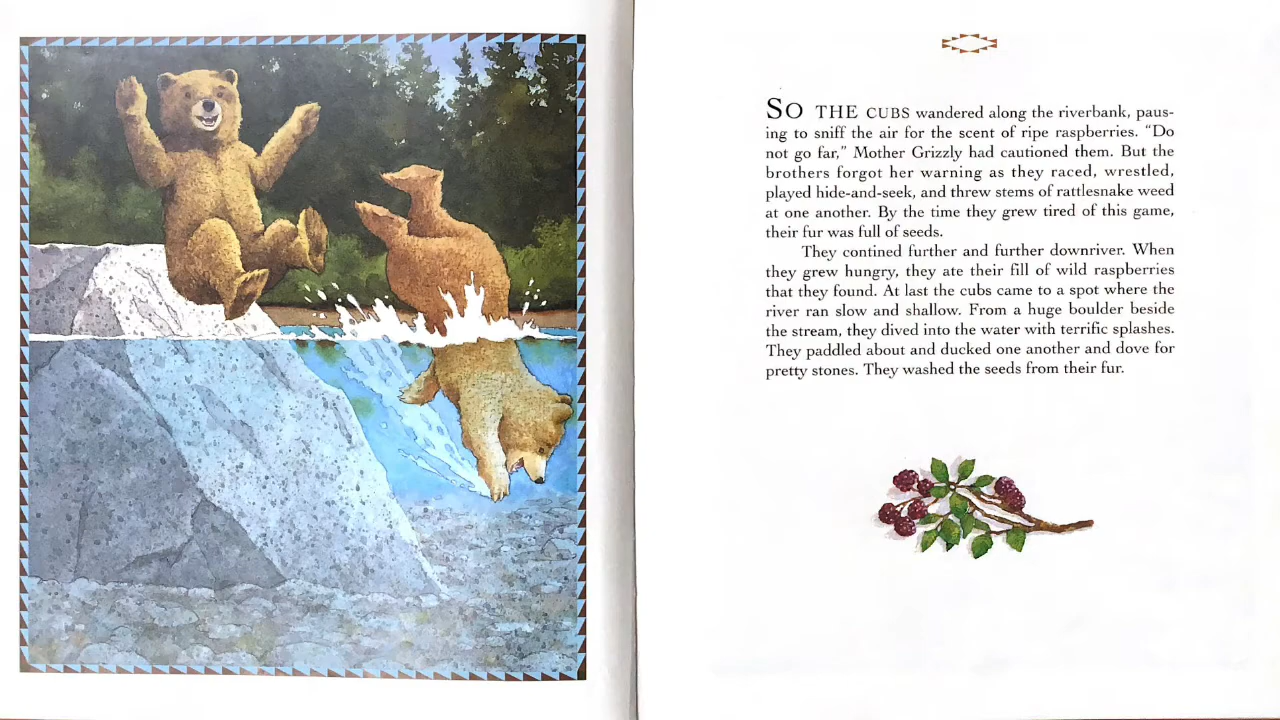 SO THE CUBS wandered along the riverbank, paus-
ing to sniff the air for the scent of ripe raspberries. “Do
not go far,” Mother Grizzly had cautioned them. But the
brothers forgot her warning as they raced, wrestled,
played hide-and-seek, and threw stems of rattlesnake weed
at one another. By the time they grew tired of this game,
their fur was full of seeds.
They contined further and further downriver. When
they grew hungry, they ate their fill of wild raspberries
that they found. At last the cubs came to a spot where the
river ran slow and shallow. From a huge boulder beside
the stream, they dived into the water with terrific splashes.
They paddled about and ducked one another and dove for
pretty stones. They washed the seeds from their fur.